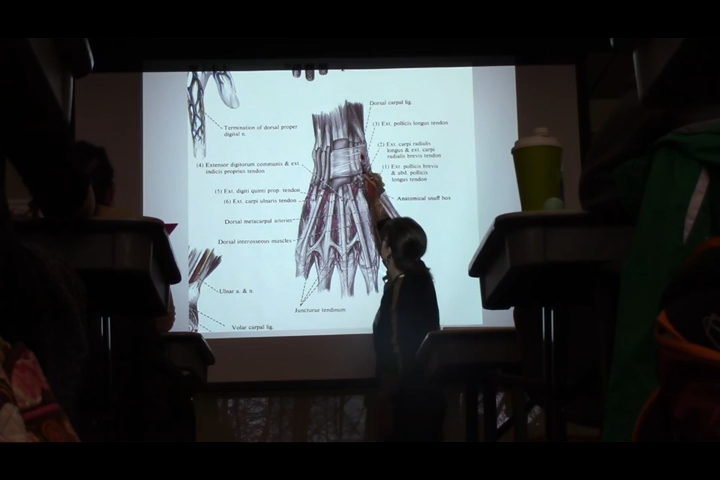 Termination of dorsal proper
digital n.
(4) Extensor digitorum communis & ext.
indicis proprius tendon
(5) Ext. digiti quinti prop. tendon
(6) Ext. carpi ulnaris tendon
Dorsal metacarpal arteries
Dorsal interosseous muscles
Ulnar a. & n.
Volar carpal lig.
Juncturae tendinum
Dorsal carpal lig.
(3) Ext. pollicis longus tendon
(2) Ext. carpi radialis
longus & ext. carpi
radialis brevis tendon
(1) Ext. pollicis brevis
& abd. pollicis
longus tendon
Anatomical snuff box